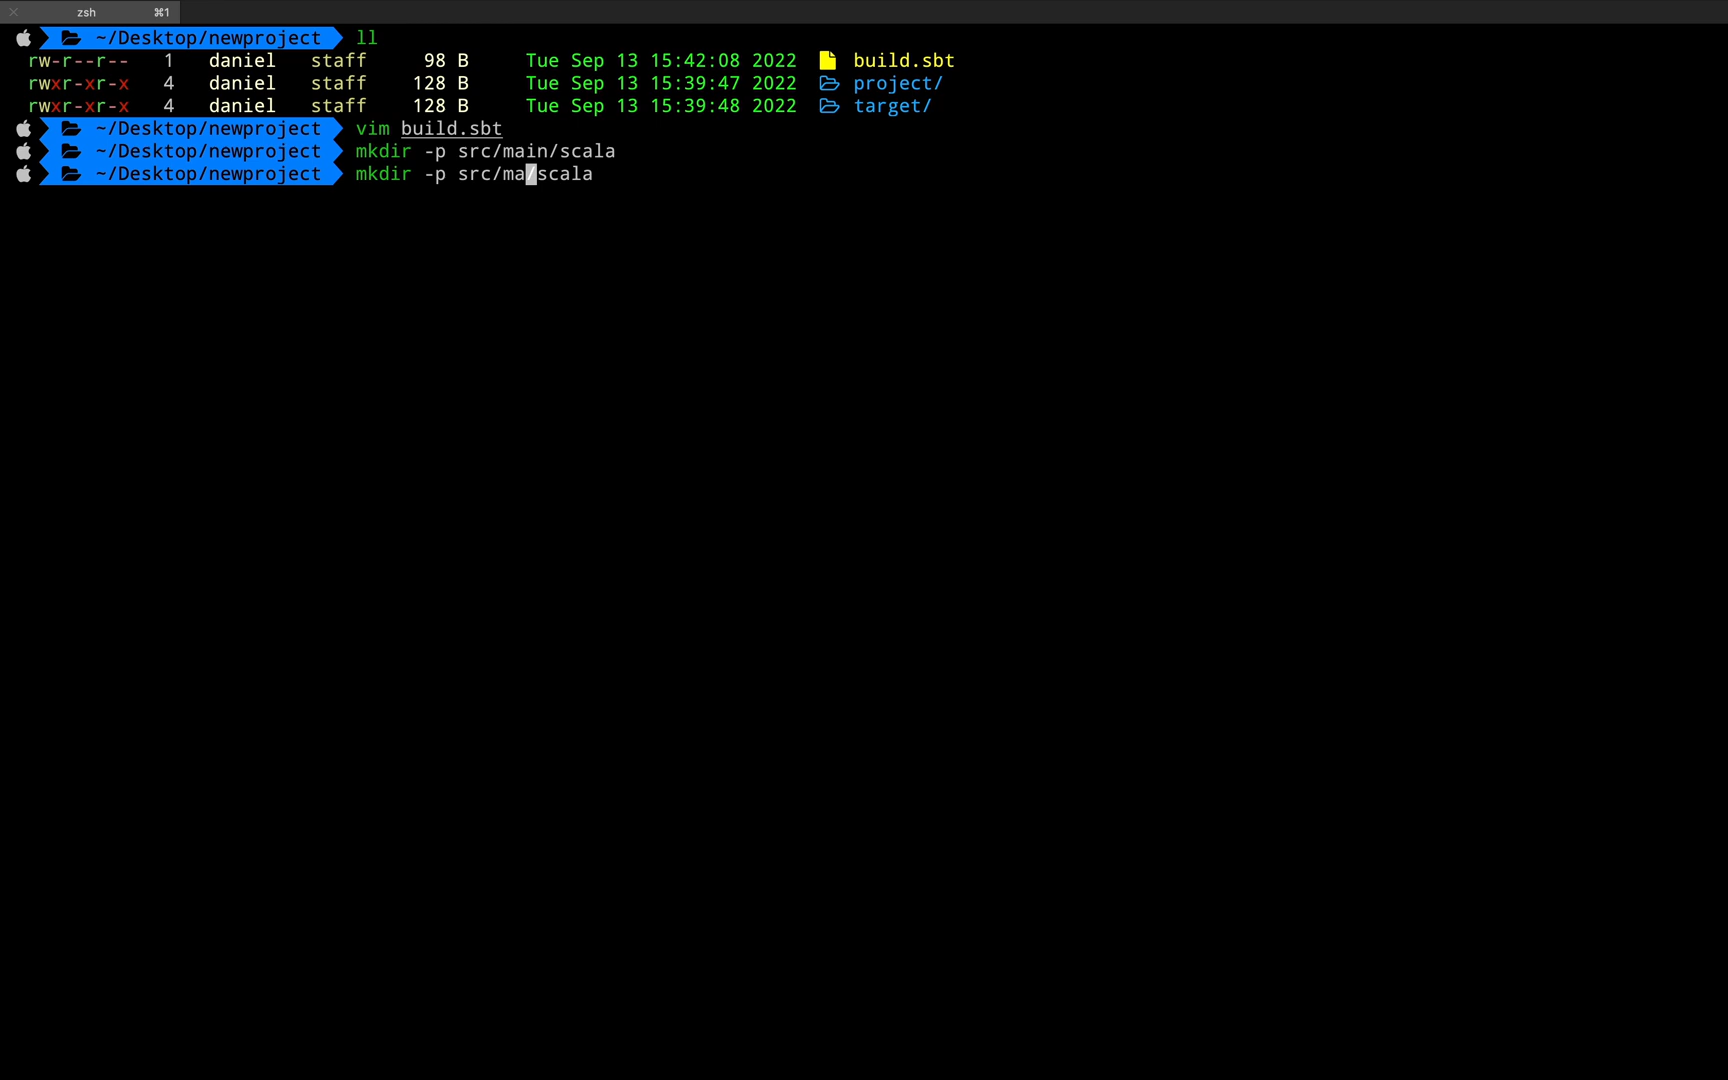 zsh ⌘1
~/Desktop/newproject ll
rw-r--r-- 1 daniel staff 98 B Tue Sep 13 15:42:08 2022 build.sbt
rwxr-xr-x 4 daniel staff 128 B Tue Sep 13 15:39:47 2022 project/
rwxr-xr-x 4 daniel staff 128 B Tue Sep 13 15:39:48 2022 target/
~/Desktop/newproject vim build.sbt
~/Desktop/newproject mkdir -p src/main/scala
~/Desktop/newproject mkdir -p src/ma/scala